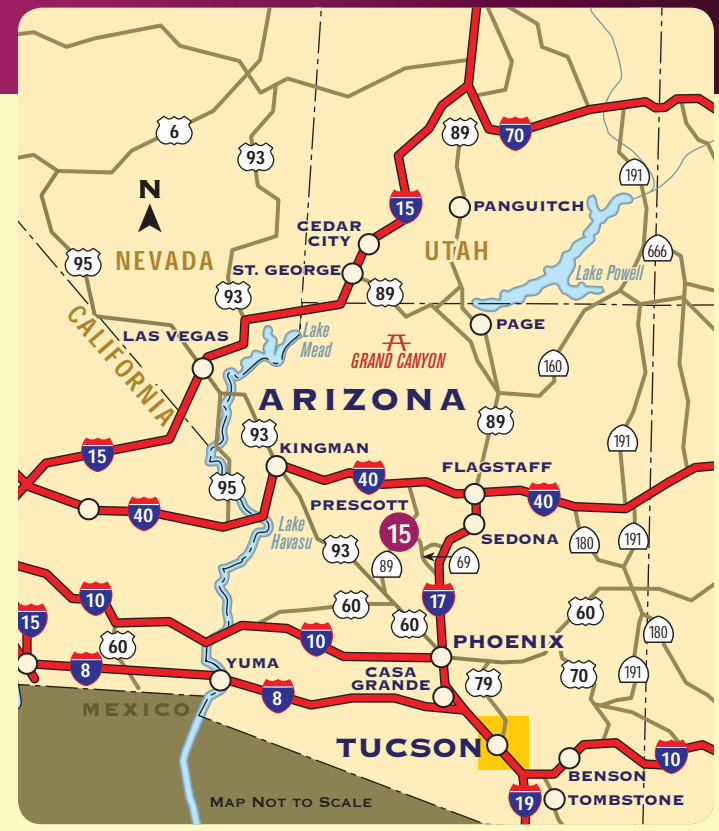 89
70
6
93
191
N
15
PANGUITCH
CEDAR
CITY
UTAH
666
NEVADA
95
ST. GEORGE
Lake Powell
93
89
CALIFORNIA
Lake
Mead
PAGE
LAS VEGAS
GRAND CANYON
160
ARIZONA
89
93
191
KINGMAN
15
FLAGSTAFF
40
95
40
PRESCOTT
40
Lake
Havasu
15
SEDONA
180
191
93
89
69
10
17
60
60
60
15
10
60
180
PHOENIX
8
YUMA
CASA
GRANDE
79
70
191
8
MEXICO
TUCSON
10
BENSON
MAP NOT TO SCALE
19
TOMBSTONE